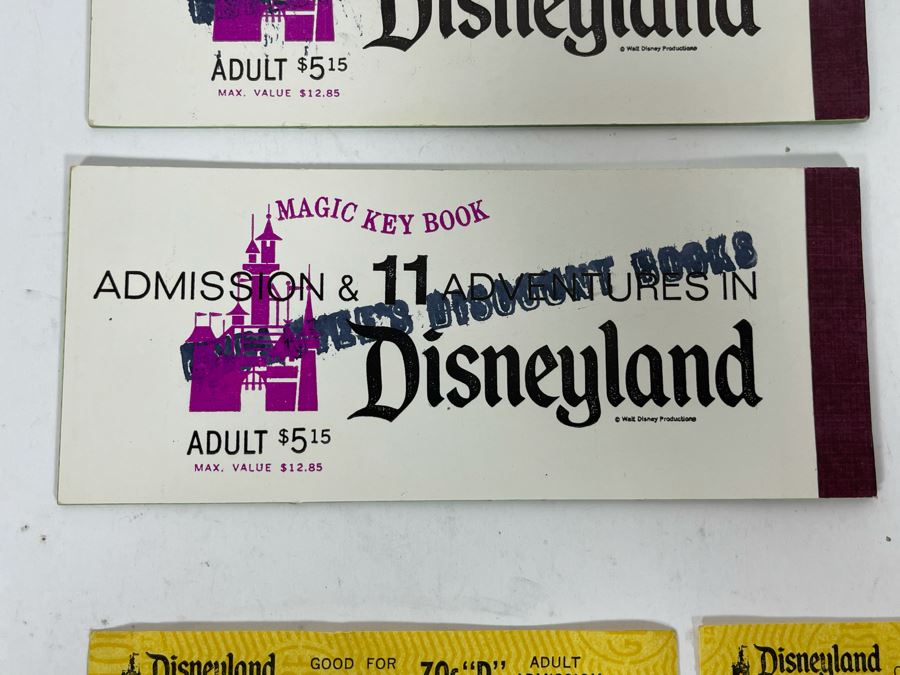 Disneyland
© Walt Disney Productions
ADULT $5¹⁵
MAX. VALUE $12.85
MAGIC KEY BOOK
ADMISSION & 11 ADVENTURES IN
DISCOUNT BOOKS
Disneyland
© Walt Disney Productions
ADULT $5¹⁵
MAX. VALUE $12.85
Disneyland GOOD FOR 70¢ "D" ADULT
Disneyland